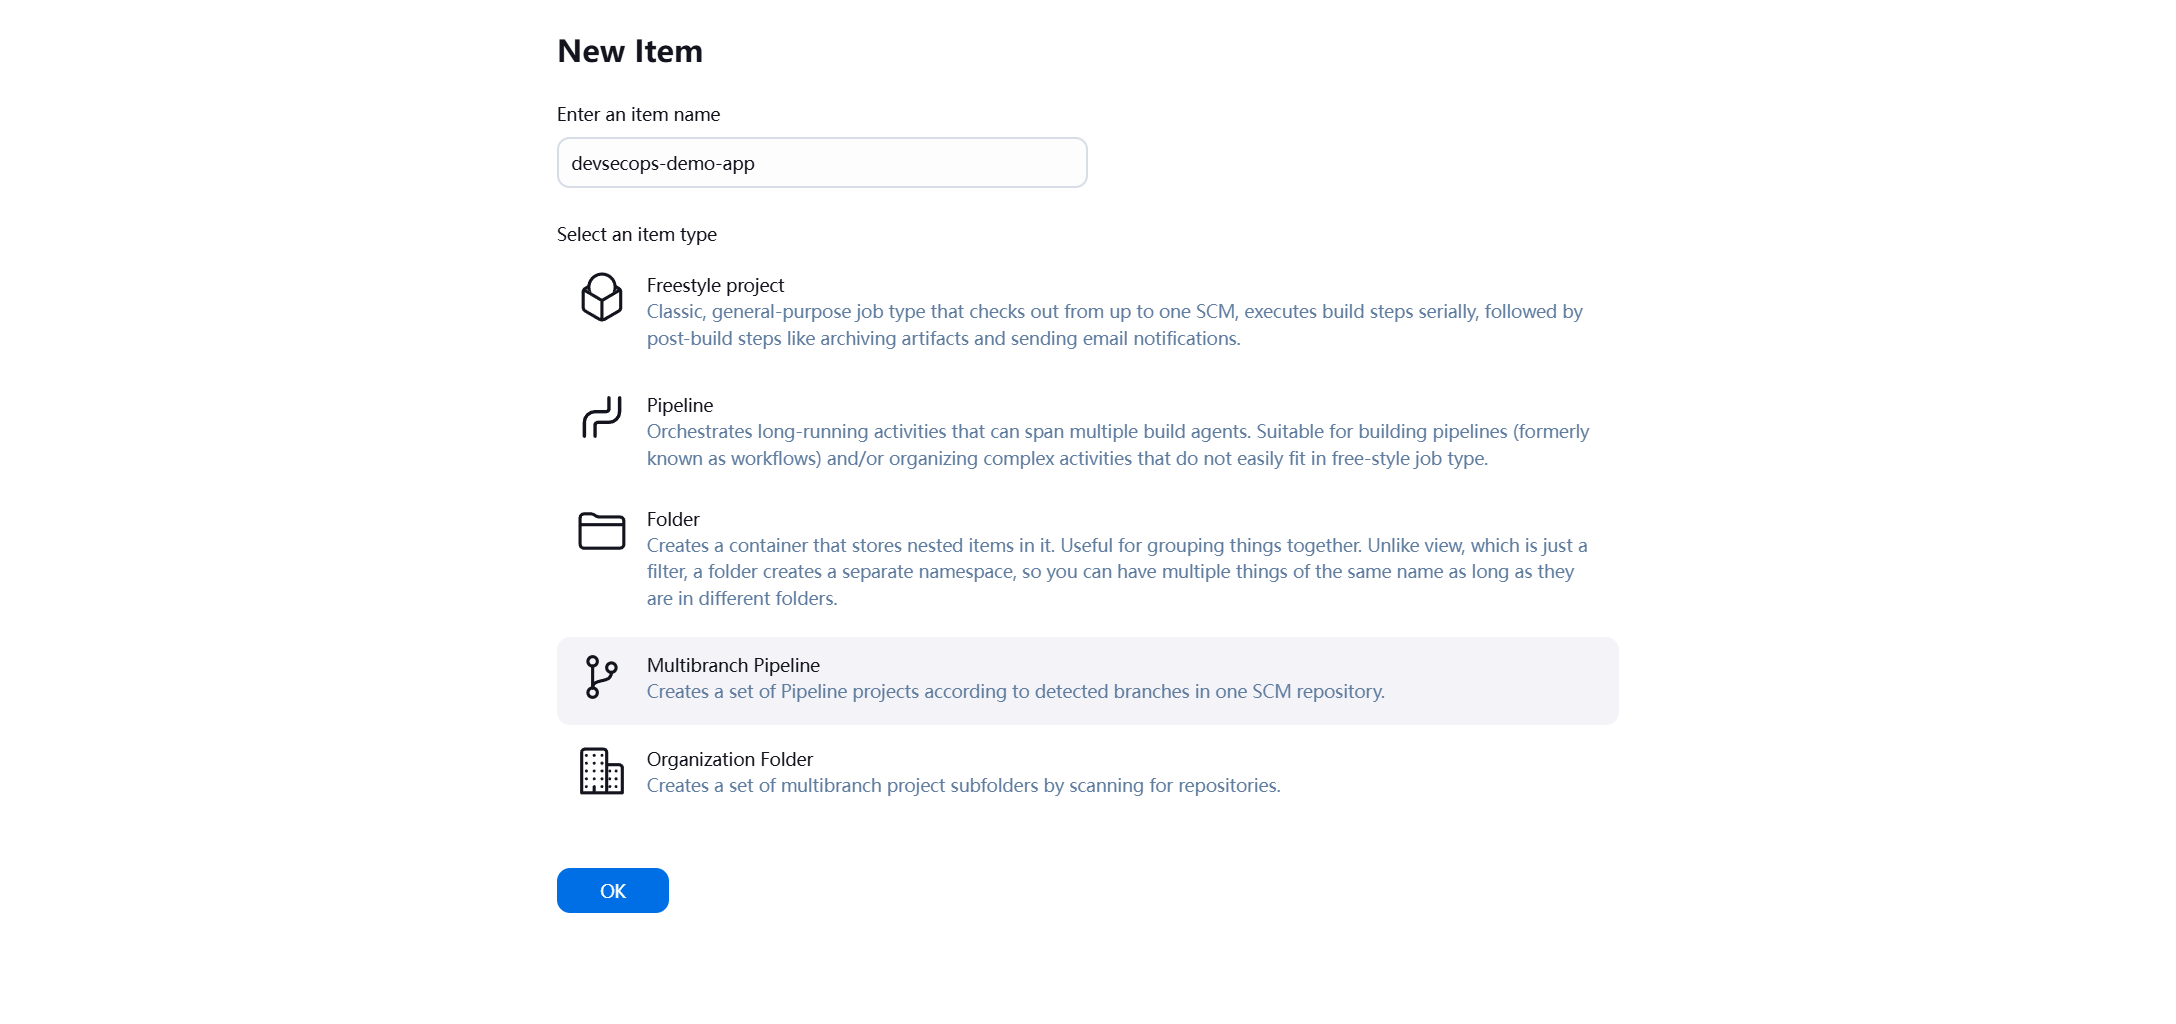 New Item
Enter an item name
devsecops-demo-app
Select an item type
Freestyle project
Classic, general-purpose job type that checks out from up to one SCM, executes build steps serially, followed by
post-build steps like archiving artifacts and sending email notifications.
Pipeline
Orchestrates long-running activities that can span multiple build agents. Suitable for building pipelines (formerly
known as workflows) and/or organizing complex activities that do not easily fit in free-style job type.
Folder
Creates a container that stores nested items in it. Useful for grouping things together. Unlike view, which is just a
filter, a folder creates a separate namespace, so you can have multiple things of the same name as long as they
are in different folders.
Multibranch Pipeline
Creates a set of Pipeline projects according to detected branches in one SCM repository.
Organization Folder
Creates a set of multibranch project subfolders by scanning for repositories.
OK